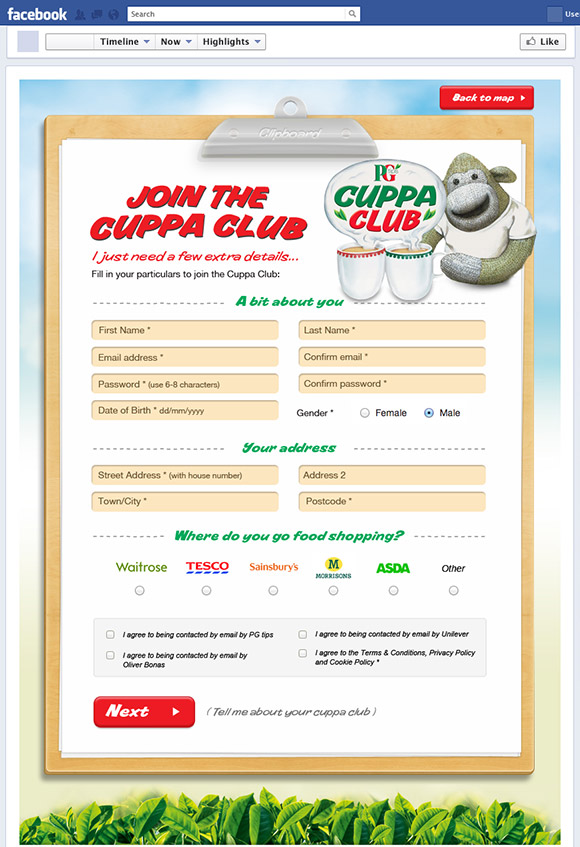 facebook
Search
Use
Timeline Now Highlights
Like
Back to map
Clipboard
JOIN THE
CUPPA CLUB
PG
CUPPA
CLUB
I just need a few extra details...
Fill in your particulars to join the Cuppa Club:
A bit about you
First Name * Last Name *
Email address * Confirm email *
Password * (use 6-8 characters) Confirm password *
Date of Birth * dd/mm/yyyy Gender * Female Male
Your address
Street Address * (with house number) Address 2
Town/City * Postcode *
Where do you go food shopping?
Waitrose TESCO Sainsbury's M MORRISONS ASDA Other
I agree to being contacted by email by PG tips
I agree to being contacted by email by Unilever
I agree to being contacted by email by
Oliver Bonas
I agree to the Terms & Conditions, Privacy Policy
and Cookie Policy *
Next
( Tell me about your cuppa club )